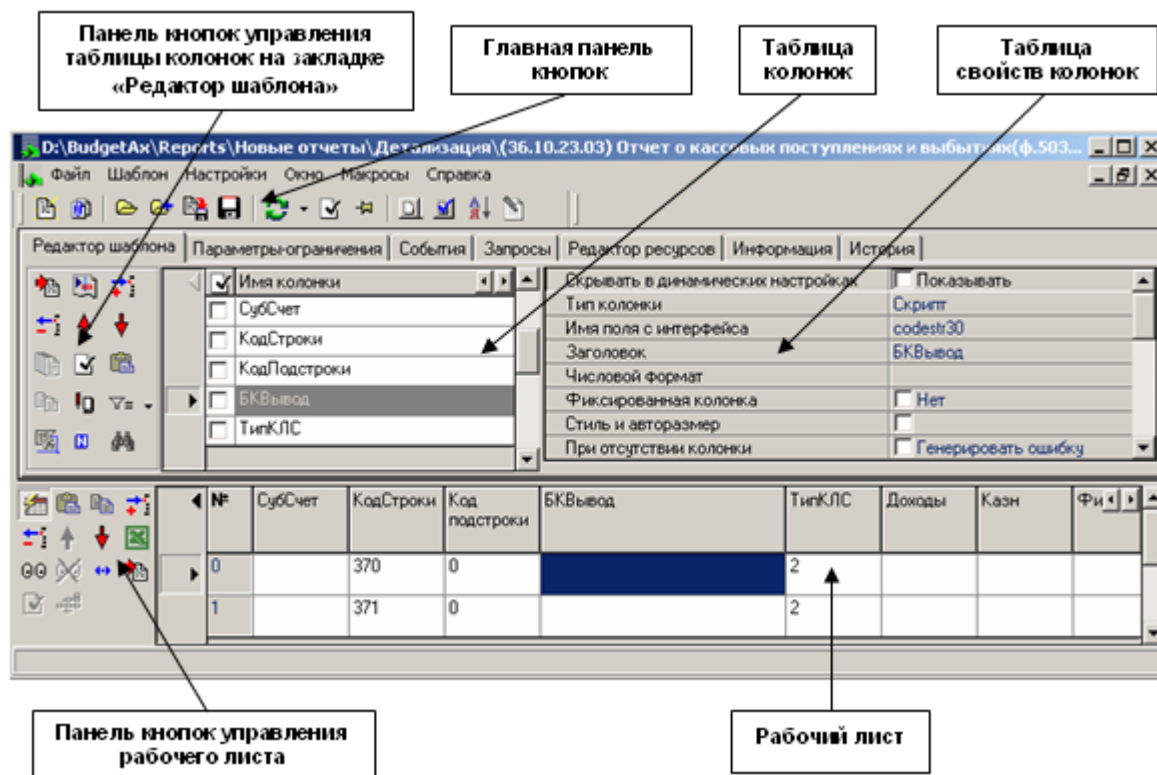 Панель кнопок управления
таблицы колонок на закладке
«Редактор шаблона»
Главная панель
кнопок
Таблица
колонок
Таблица
свойств колонок
D:\BudgetAx\Reports\Новые отчеты\Детализация\(36.10.23.03) Отчет о кассовых поступлениях и выбытиях(ф.503...
Файл Шаблон Настройки Окно Макросы Справка
Редактор шаблона Параметры-ограничения События Запросы Редактор ресурсов Информация История
Имя колонки
СубСчет
КодСтроки
КодПодстроки
БКВывод
ТипКЛС
Скрывать в динамических настройках Показывать
Тип колонки Скрипт
Имя поля с интерфейса codestr30
Заголовок БКВывод
Числовой формат
Фиксированная колонка Нет
Стиль и авторазмер
При отсутствии колонки Генерировать ошибку
№ СубСчет КодСтроки Код подстроки БКВывод ТипКЛС Доходы Казн Фи
0 370 0 2
1 371 0 2
Панель кнопок управления
рабочего листа
Рабочий лист